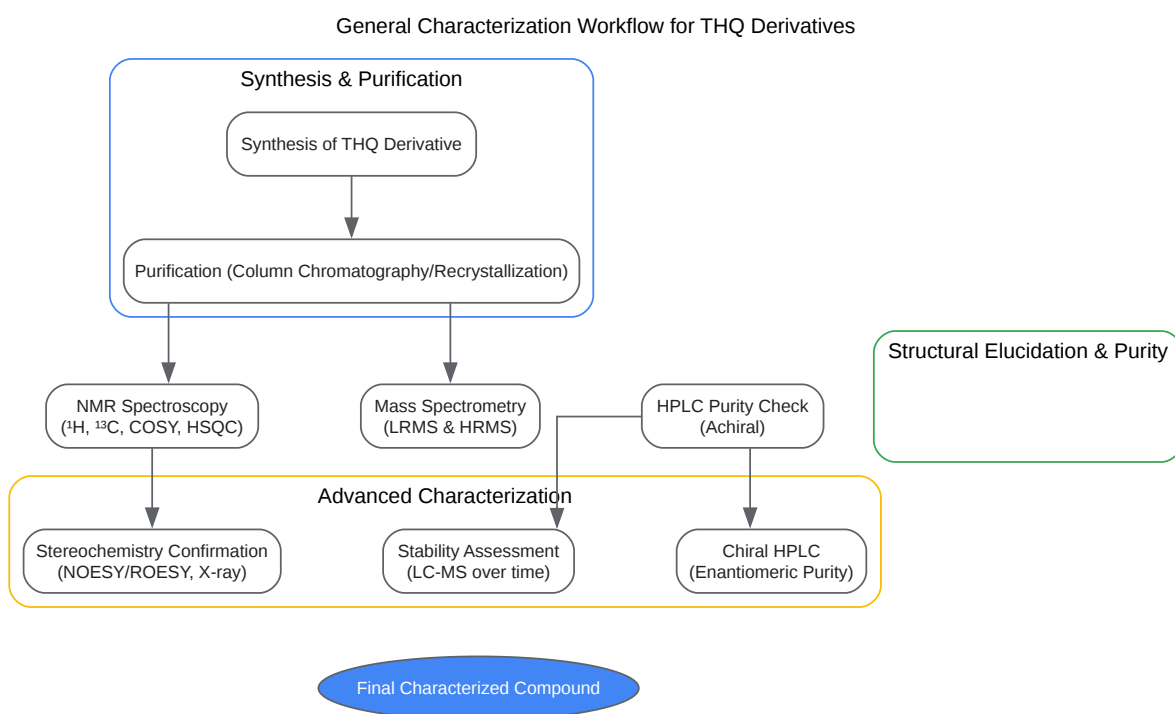 General Characterization Workflow for THQ Derivatives
Synthesis & Purification
Synthesis of THQ Derivative
Purification (Column Chromatography/Recrystallization)
Structural Elucidation & Purity
NMR Spectroscopy
(¹H, ¹³C, COSY, HSQC)
Mass Spectrometry
(LRMS & HRMS)
HPLC Purity Check
(Achiral)
Advanced Characterization
Stereochemistry Confirmation
(NOESY/ROESY, X-ray)
Stability Assessment
(LC-MS over time)
Chiral HPLC
(Enantiomeric Purity)
Final Characterized Compound